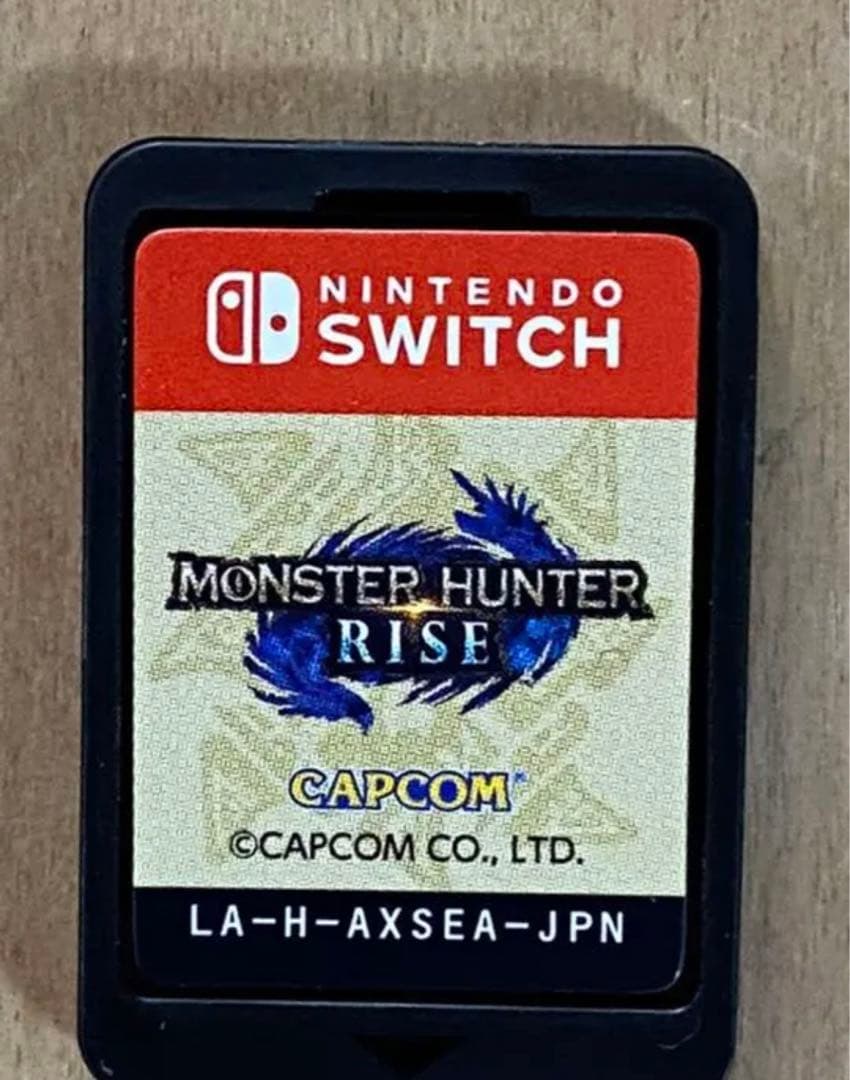 NINTENDO
SWITCH
MONSTER HUNTER
RISE
CAPCOM
©CAPCOM CO., LTD.
LA-H-AXSEA-JPN